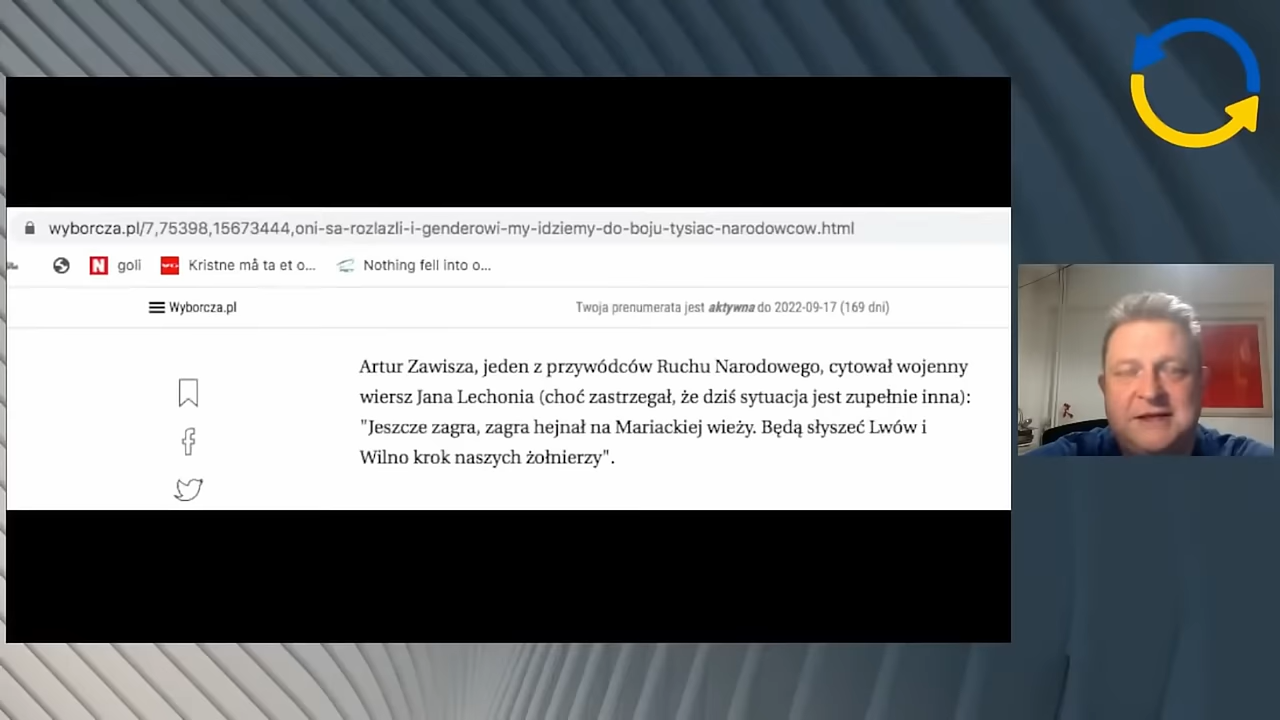 wyborcza.pl/7,75398,15673444,oni-sa-rozlazli-i-genderowi-my-idziemy-do-boju-tysiac-narodowcow.html
N goli Kristne må ta et o... Nothing fell into o...
Wyborcza.pl Twoja prenumerata jest aktywna do 2022-09-17 (169 dni)
Artur Zawisza, jeden z przywódców Ruchu Narodowego, cytował wojenny
wiersz Jana Lechonia (choć zastrzegał, że dziś sytuacja jest zupełnie inna):
"Jeszcze zagra, zagra hejnał na Mariackiej wieży. Będą słyszeć Lwów i
Wilno krok naszych żołnierzy".